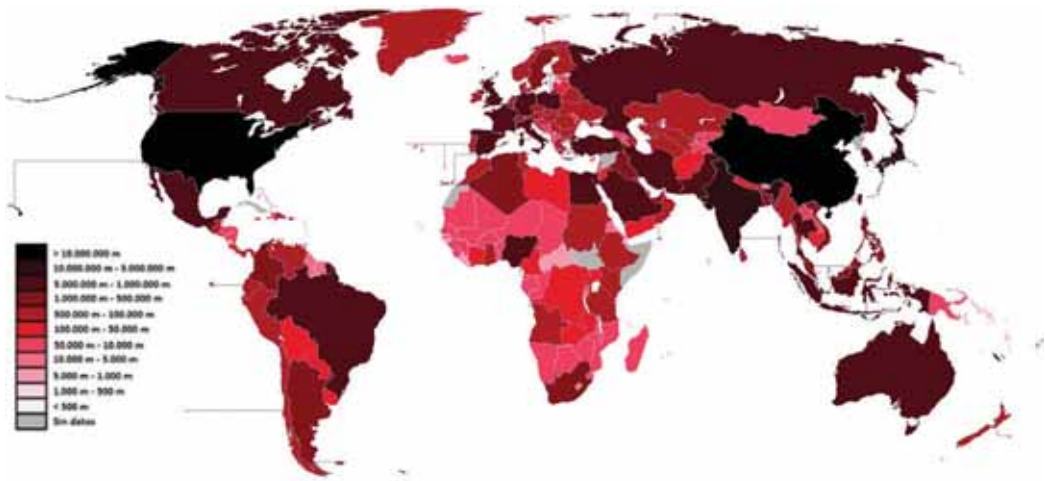 > 10.000.000 m
10.000.000 m - 5.000.000 m
5.000.000 m - 1.000.000 m
1.000.000 m - 500.000 m
500.000 m - 100.000 m
100.000 m - 50.000 m
50.000 m - 10.000 m
10.000 m - 5.000 m
5.000 m - 1.000 m
1.000 m - 500 m
< 500 m
Sin datos